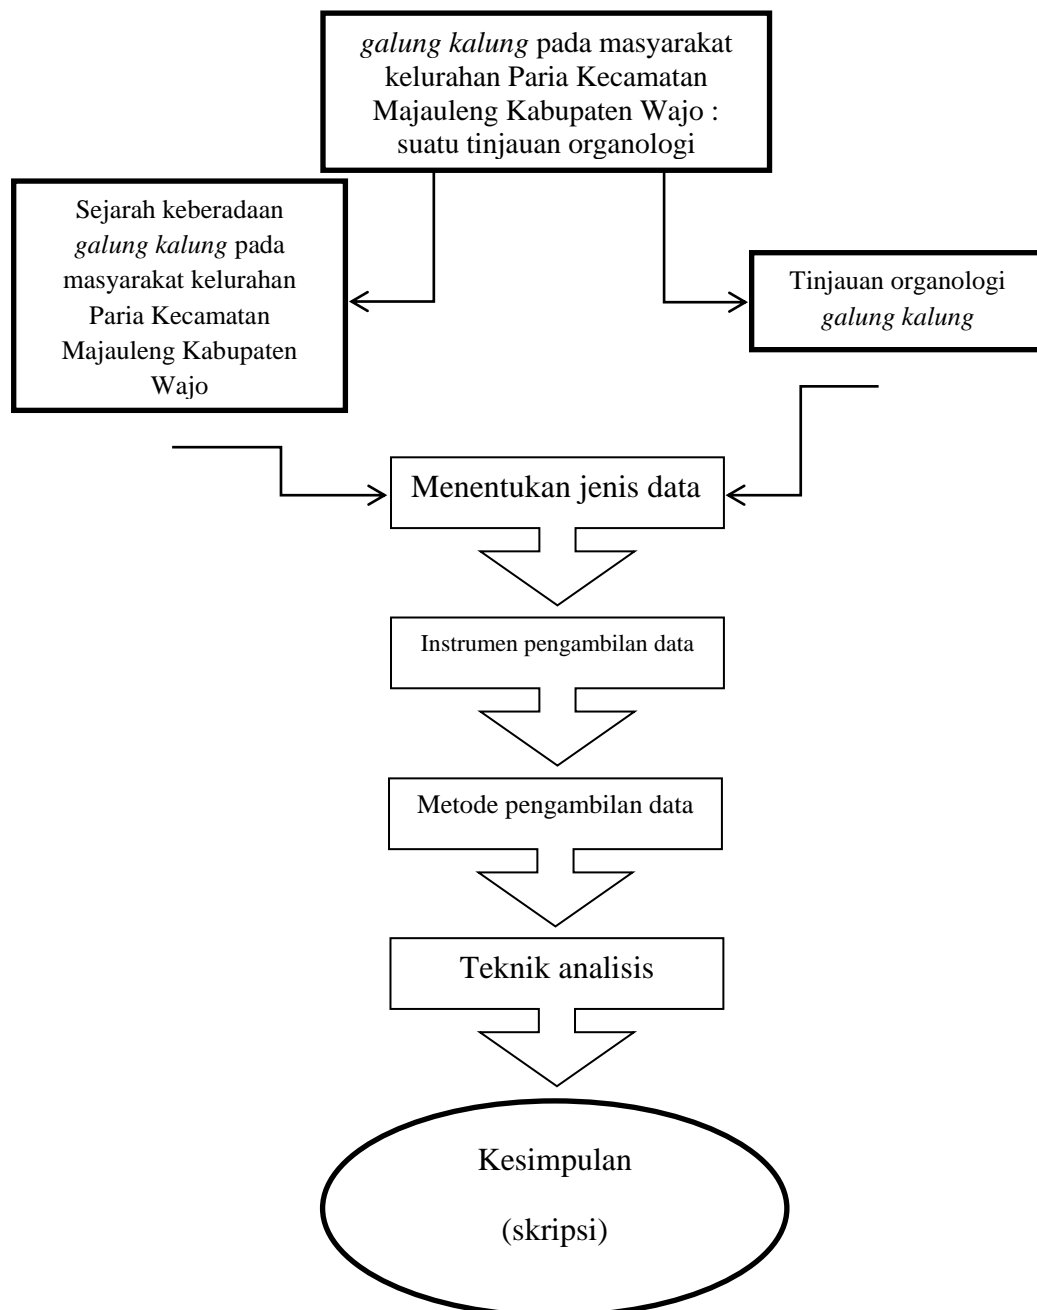 galung kalung pada masyarakat
kelurahan Paria Kecamatan
Majauleng Kabupaten Wajo :
suatu tinjauan organologi
Sejarah keberadaan
galung kalung pada
masyarakat kelurahan
Paria Kecamatan
Majauleng Kabupaten
Wajo
Tinjauan organologi
galung kalung
Menentukan jenis data
Instrumen pengambilan data
Metode pengambilan data
Teknik analisis
Kesimpulan
(skripsi)